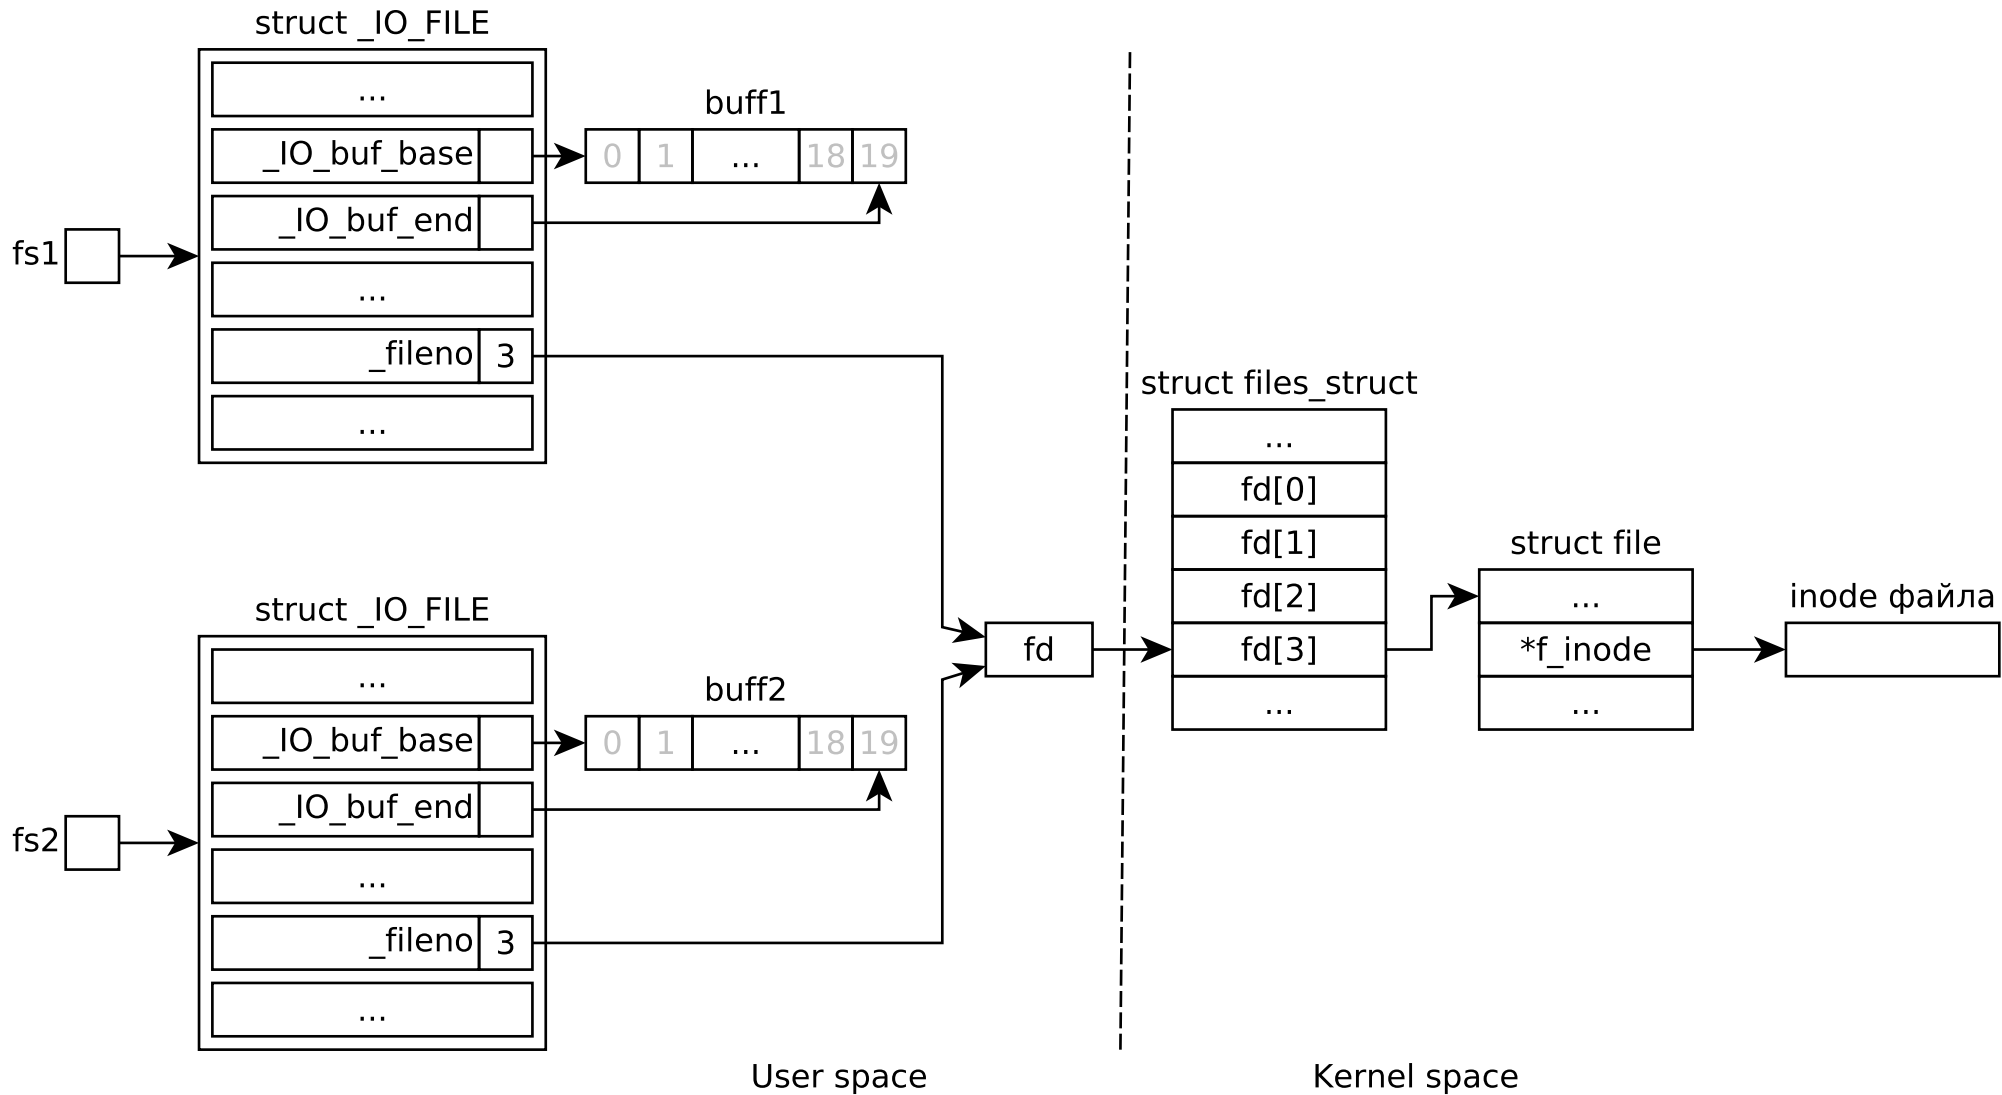 struct _IO_FILE
...
_IO_buf_base
_IO_buf_end
...
_fileno 3
...
fs1
buff1
0 1 ... 18 19
struct _IO_FILE
...
_IO_buf_base
_IO_buf_end
...
_fileno 3
...
fs2
buff2
0 1 ... 18 19
fd
struct files_struct
...
fd[0]
fd[1]
fd[2]
fd[3]
...
struct file
...
*f_inode
...
inode файла
User space
Kernel space